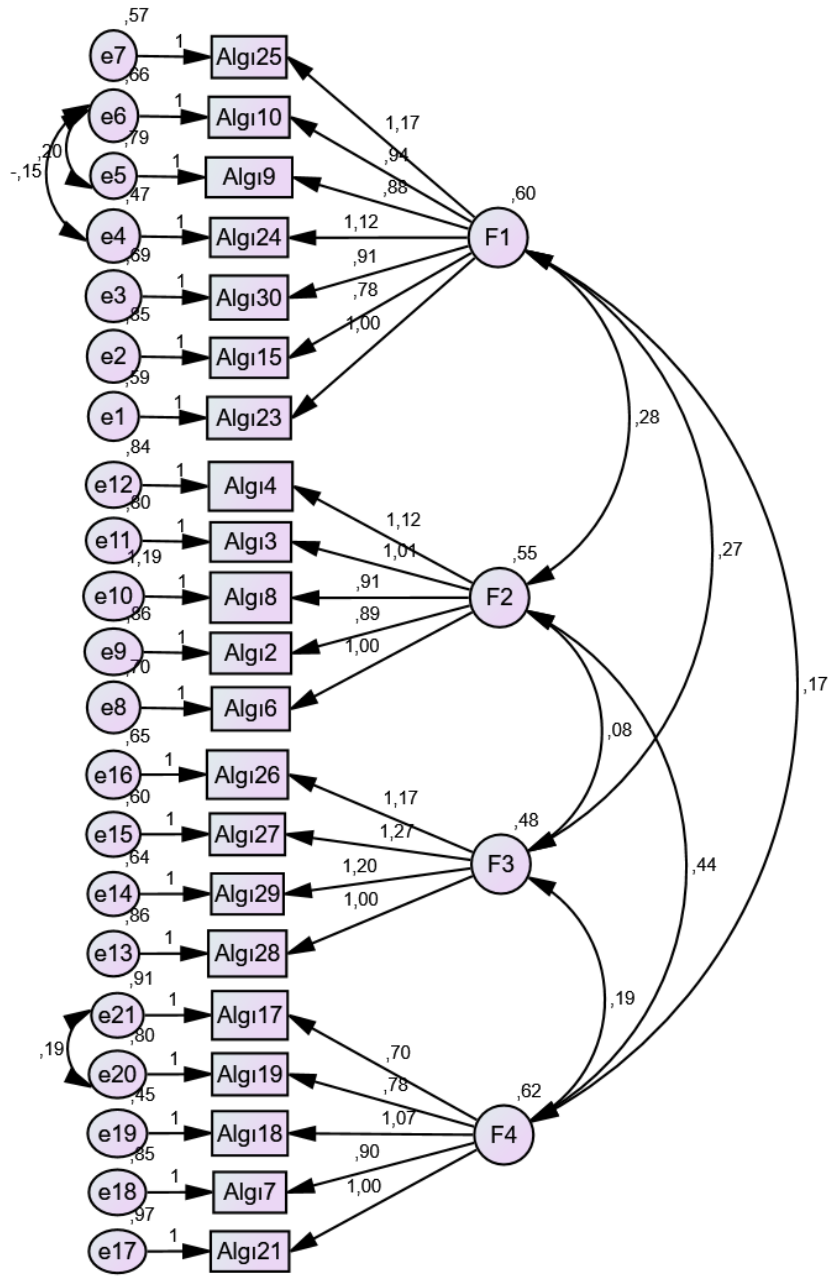 ,57
e7 1 Algı25
,66
e6 1 Algı10
,79
e5 1 Algı9
,47
e4 1 Algı24
,69
e3 1 Algı30
,85
e2 1 Algı15
,59
e1 1 Algı23
,20
-,15
1,17
,94
,88
1,12
,91
,78
1,00
,60
F1
,84
e12 1 Algı4
,80
e11 1 Algı3
1,19
e10 1 Algı8
,86
e9 1 Algı2
,70
e8 1 Algı6
1,12
1,01
,91
,89
1,00
,55
F2
,65
e16 1 Algı26
,60
e15 1 Algı27
,64
e14 1 Algı29
,86
e13 1 Algı28
1,17
1,27
1,20
1,00
,48
F3
,91
e21 1 Algı17
,80
e20 1 Algı19
,45
e19 1 Algı18
,85
e18 1 Algı7
,97
e17 1 Algı21
,19
,70
,78
1,07
,90
1,00
,62
F4
,28
,27
,17
,08
,44
,19